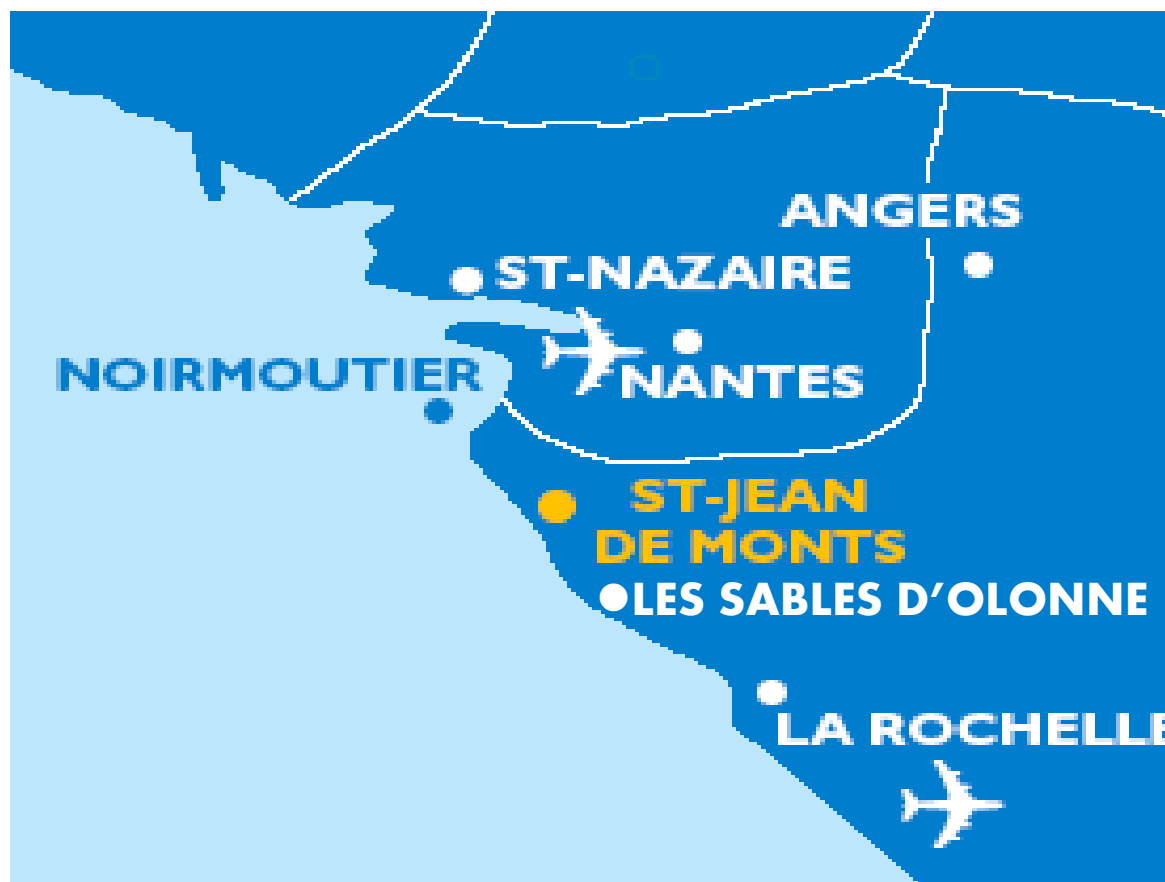 ANGERS
ST-NAZAIRE
NOIRMOUTIER
NANTES
ST-JEAN
DE MONTS
LES SABLES D’OLONNE
LA ROCHELLE